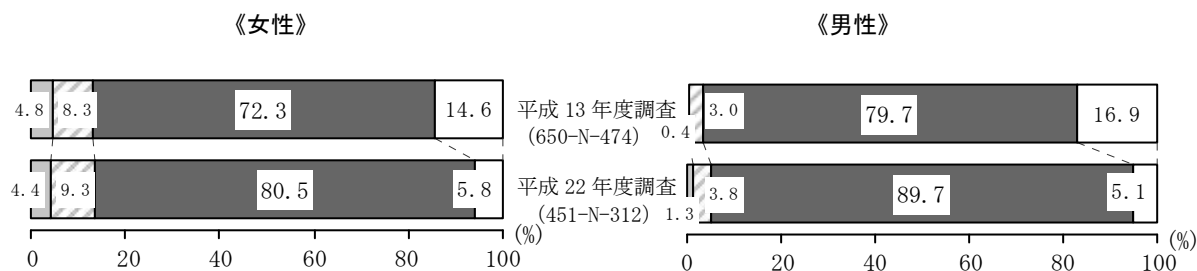 《女性》
《男性》
4.8 8.3 72.3 14.6
平成 13 年度調査
(650-N-474)
0.4 3.0 79.7 16.9
4.4 9.3 80.5 5.8
平成 22 年度調査
(451-N-312)
1.3 3.8 89.7 5.1
0 20 40 60 80 100 (%)
0 20 40 60 80 100 (%)